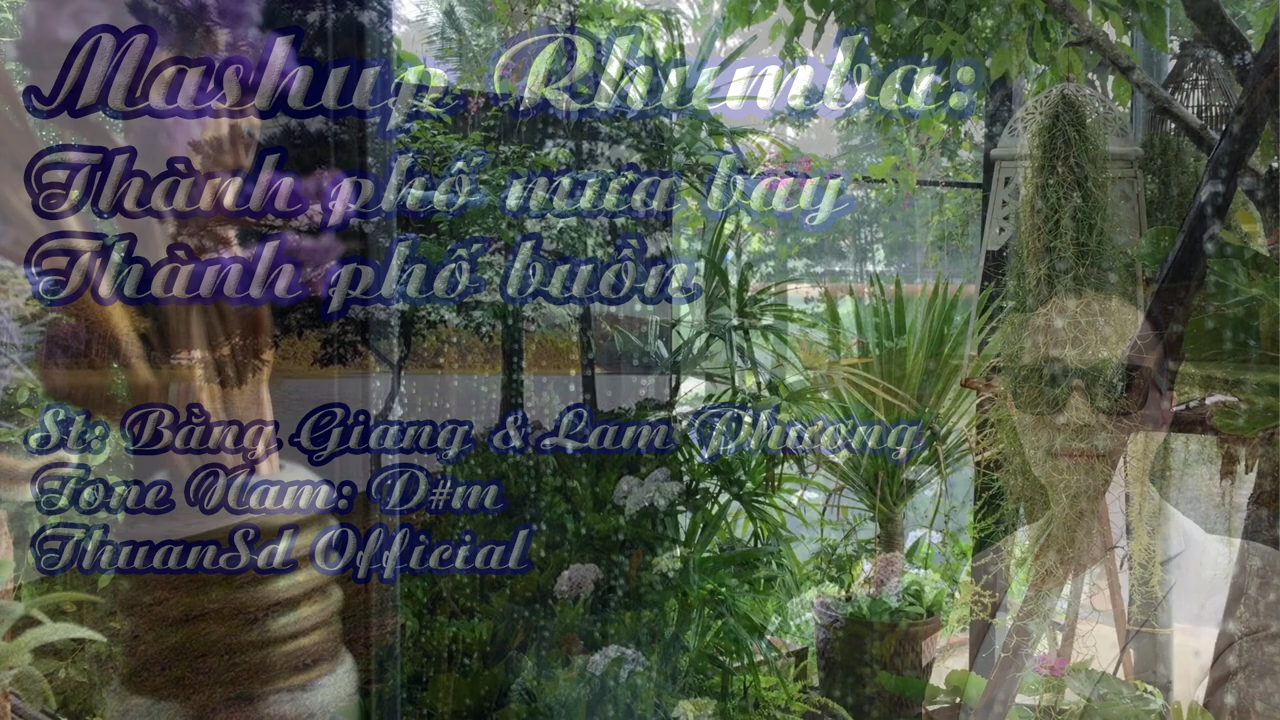 Mashup Rhumba:
Thành phố mưa bay
Thành phố buồn
St: Bằng Giang & Lam Phương
Tone Nam: D#m
ThuanSd Official